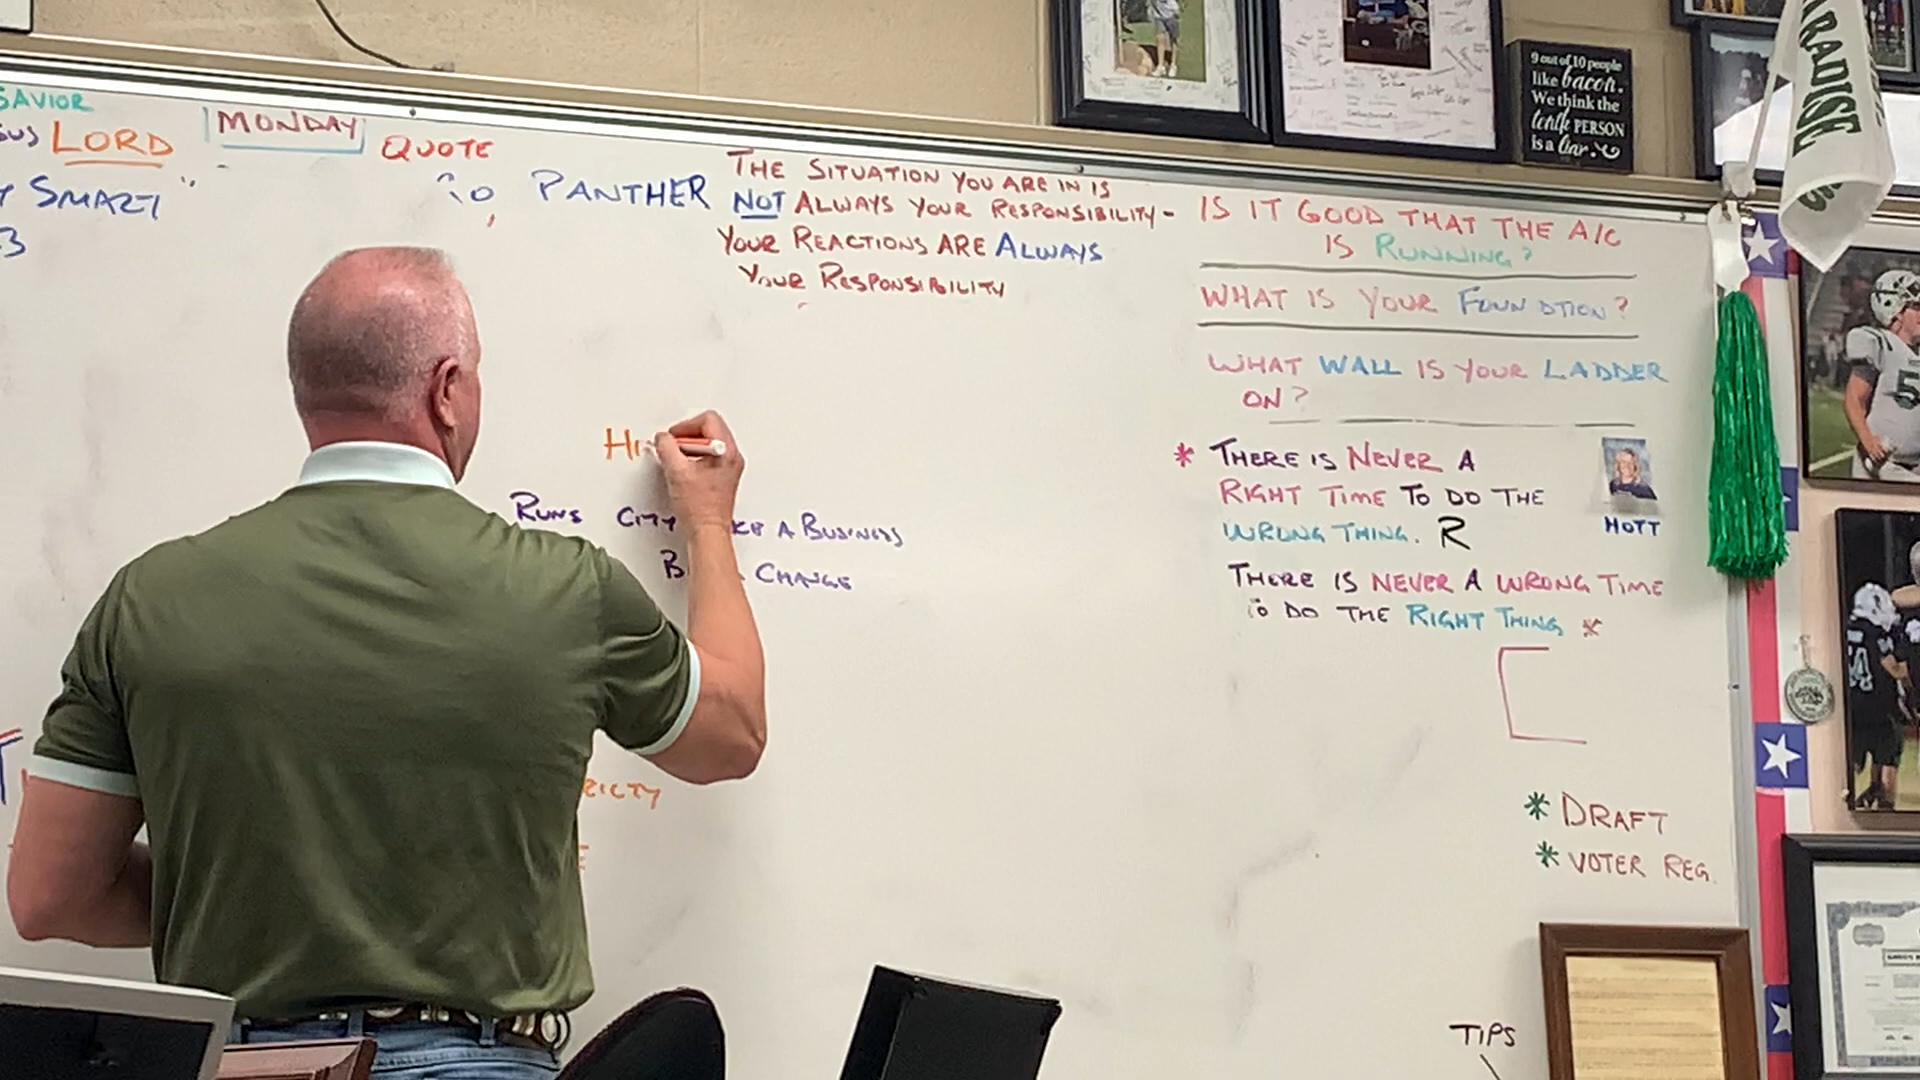 SAVIOR
LORD
MONDAY
QUOTE
SMART"
3
PANTHER
THE SITUATION YOU ARE IN IS
NOT ALWAYS YOUR RESPONSIBILITY -
YOUR REACTIONS ARE ALWAYS
YOUR RESPONSIBILITY
IS IT GOOD THAT THE A/C
IS RUNNING?
WHAT IS YOUR FOUNDTION?
WHAT WALL IS YOUR LADDER
ON?
* THERE IS NEVER A
RIGHT TIME TO DO THE
WRONG THING. R
HOTT
THERE IS NEVER A WRONG TIME
TO DO THE RIGHT THING *
RUNS CITY A BUSINESS
CHANGE
* DRAFT
* VOTER REG.
TIPS
9 out of 10 people
like bacon.
We think the
tenth PERSON
is a liar.
RADISE
5